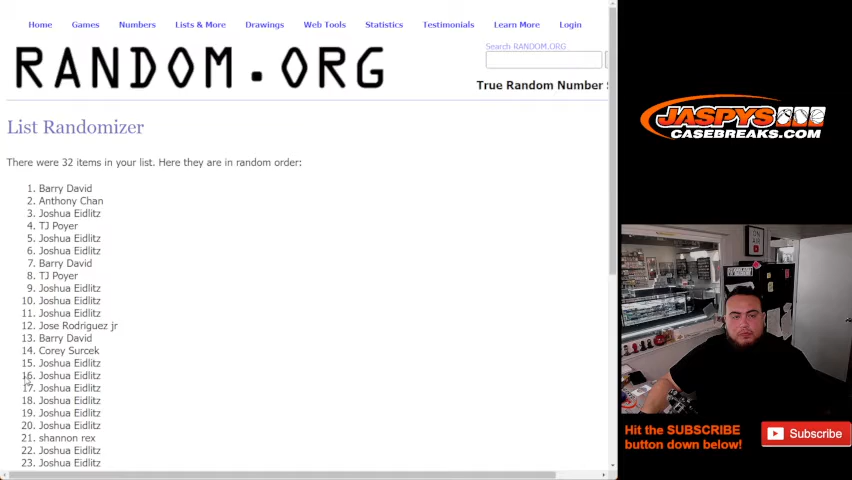 Home Games Numbers Lists & More Drawings Web Tools Statistics Testimonials Learn More Login
RANDOM.ORG
Search RANDOM.ORG
True Random Number
List Randomizer
There were 32 items in your list. Here they are in random order:
1. Barry David
2. Anthony Chan
3. Joshua Eidlitz
4. TJ Poyer
5. Joshua Eidlitz
6. Joshua Eidlitz
7. Barry David
8. TJ Poyer
9. Joshua Eidlitz
10. Joshua Eidlitz
11. Joshua Eidlitz
12. Jose Rodriguez jr
13. Barry David
14. Corey Surcek
15. Joshua Eidlitz
16. Joshua Eidlitz
17. Joshua Eidlitz
18. Joshua Eidlitz
19. Joshua Eidlitz
20. Joshua Eidlitz
21. shannon rex
22. Joshua Eidlitz
23. Joshua Eidlitz
JASPYS
CASEBREAKS.COM
ON AIR
Hit the SUBSCRIBE
button down below!
Subscribe